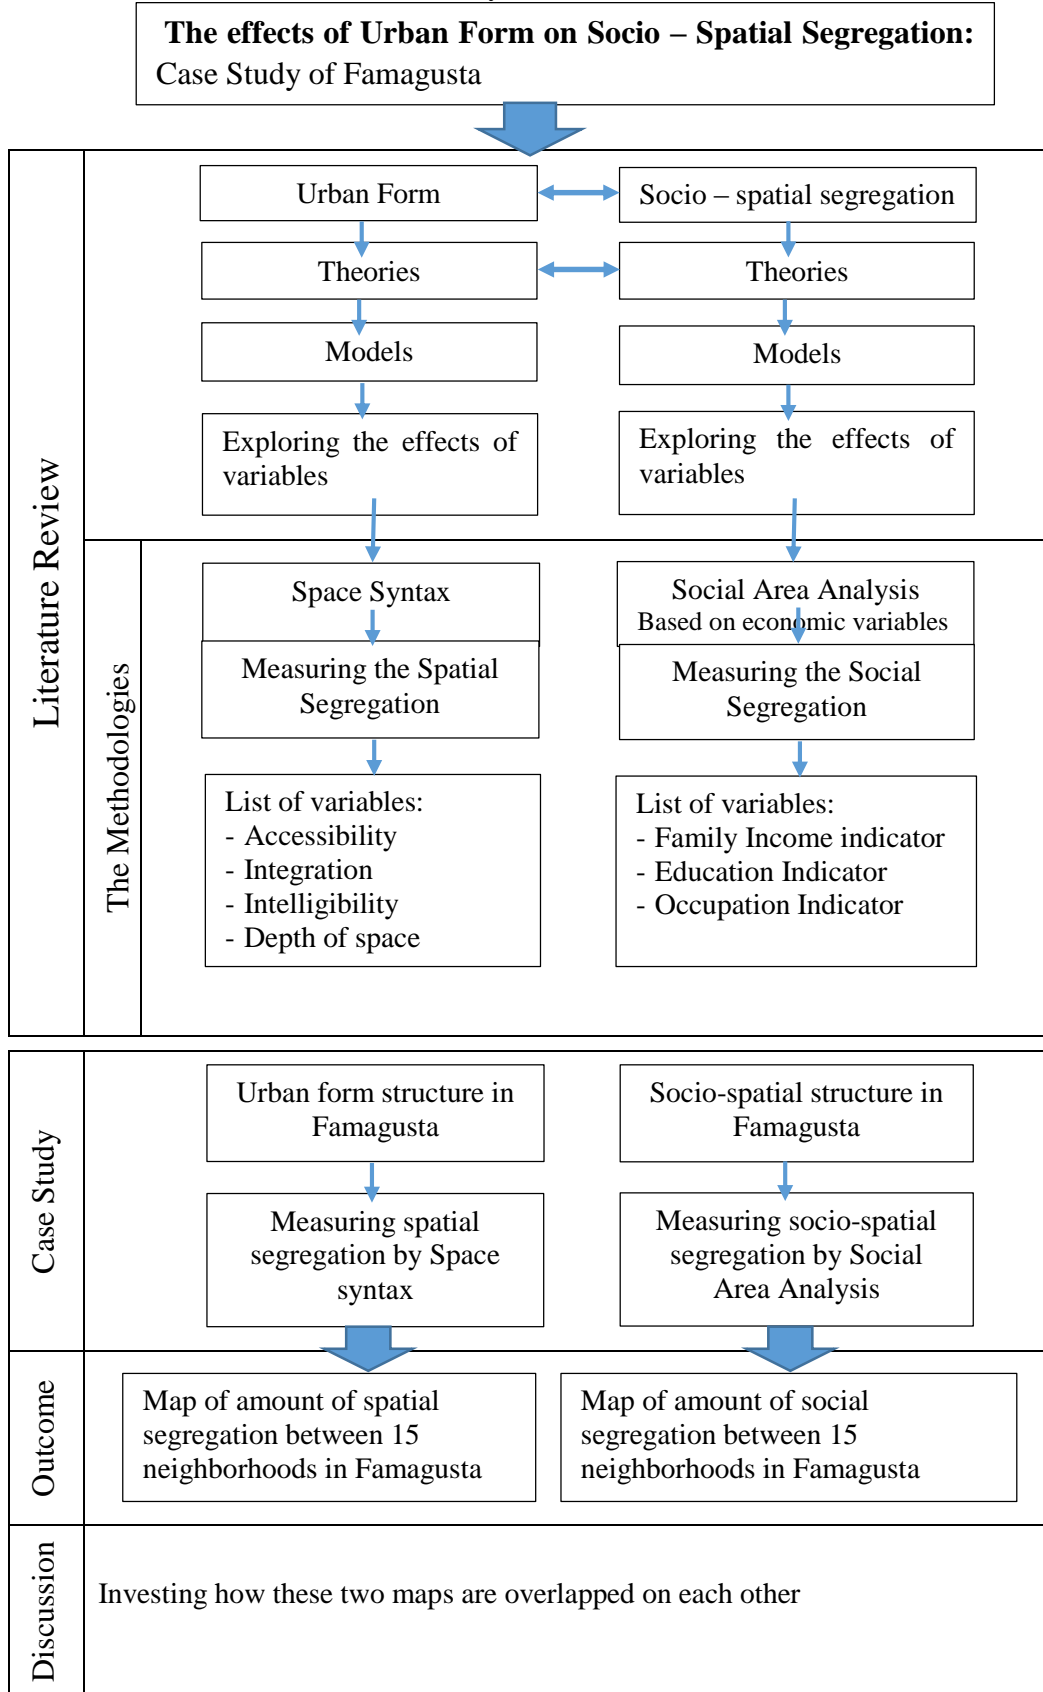 The effects of Urban Form on Socio – Spatial Segregation:
Case Study of Famagusta
Literature Review
Urban Form
Socio – spatial segregation
Theories
Theories
Models
Models
Exploring the effects of
variables
Exploring the effects of
variables
The Methodologies
Space Syntax
Social Area Analysis
Based on economic variables
Measuring the Spatial
Segregation
Measuring the Social
Segregation
List of variables:
- Accessibility
- Integration
- Intelligibility
- Depth of space
List of variables:
- Family Income indicator
- Education Indicator
- Occupation Indicator
Case Study
Urban form structure in
Famagusta
Socio-spatial structure in
Famagusta
Measuring spatial
segregation by Space
syntax
Measuring socio-spatial
segregation by Social
Area Analysis
Outcome
Map of amount of spatial
segregation between 15
neighborhoods in Famagusta
Map of amount of social
segregation between 15
neighborhoods in Famagusta
Discussion
Investing how these two maps are overlapped on each other